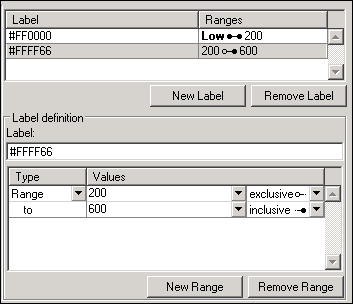 Label Ranges
#FF0000 Low 200
#FFFF66 200 600
New Label Remove Label
Label definition
Label:
#FFFF66
Type Values
Range 200 exclusive
to 600 inclusive
New Range Remove Range